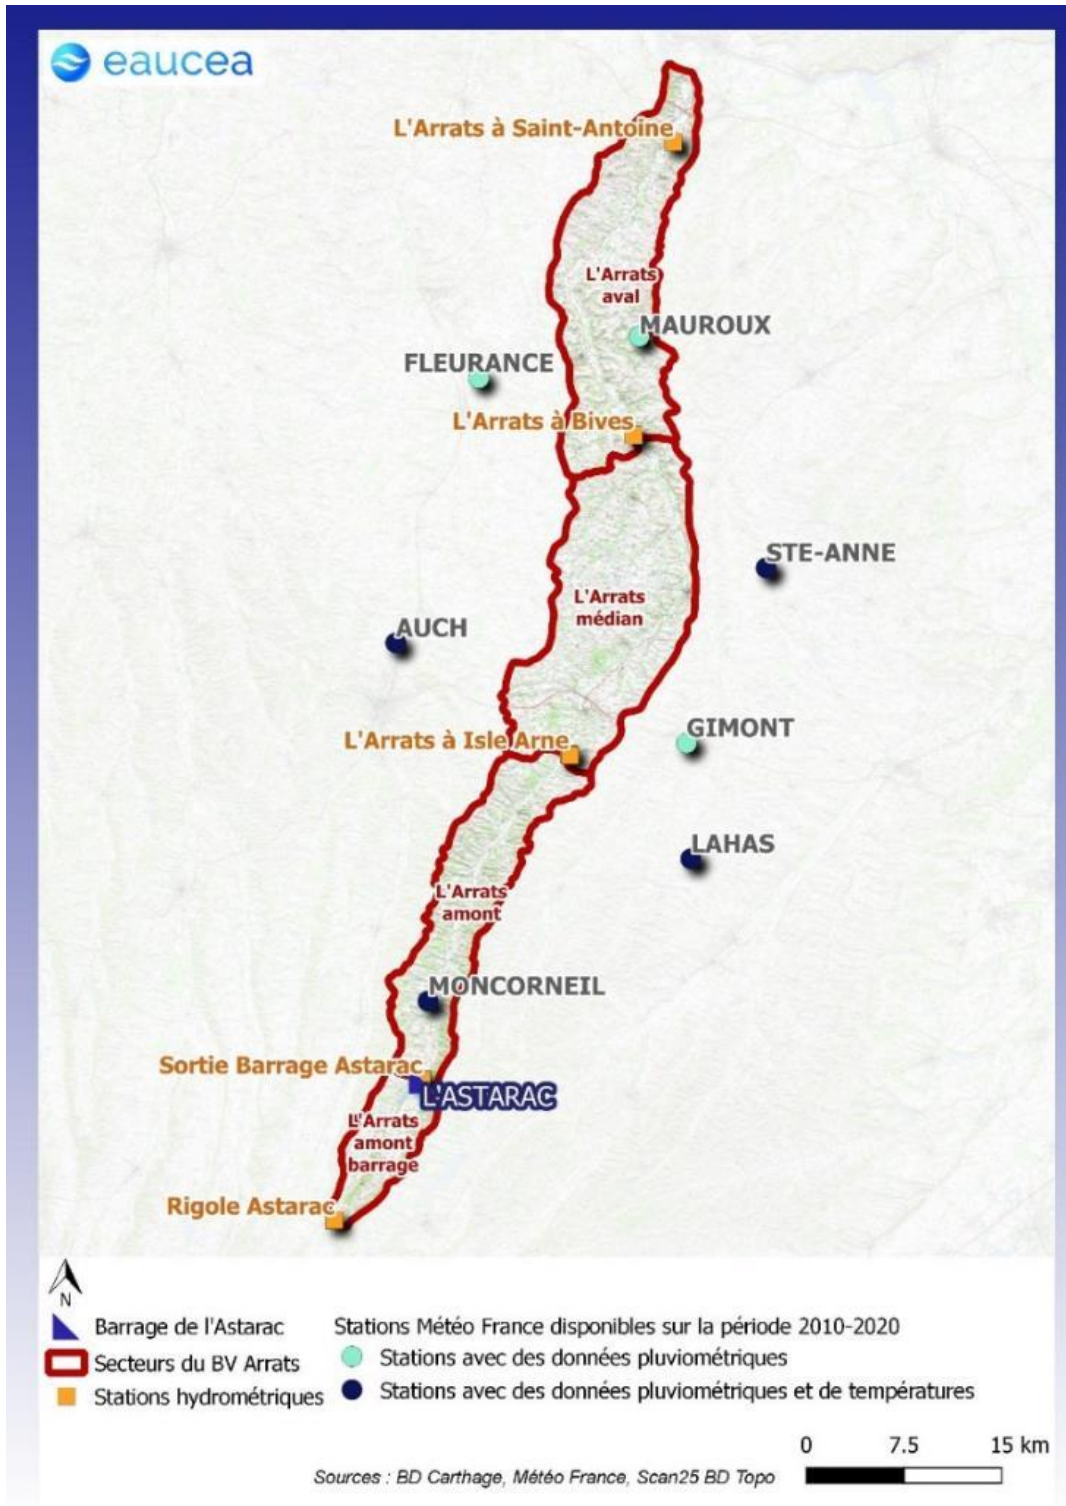 eaucea
L'Arrats à Saint-Antoine
L'Arrats
aval
MAUROUX
FLEURANCE
L'Arrats à Bives
STE-ANNE
L'Arrats
médian
AUCH
GIMONT
L'Arrats à Isle Arne
LAHAS
L'Arrats
amont
MONCORNEIL
Sortie Barrage Astarac
L'ASTARAC
L'Arrats
amont
barrage
Rigole Astarac
N
Barrage de l'Astarac
Secteurs du BV Arrats
Stations hydrométriques
Stations Météo France disponibles sur la période 2010-2020
Stations avec des données pluviométriques
Stations avec des données pluviométriques et de températures
0 7.5 15 km
Sources : BD Carthage, Météo France, Scan25 BD Topo